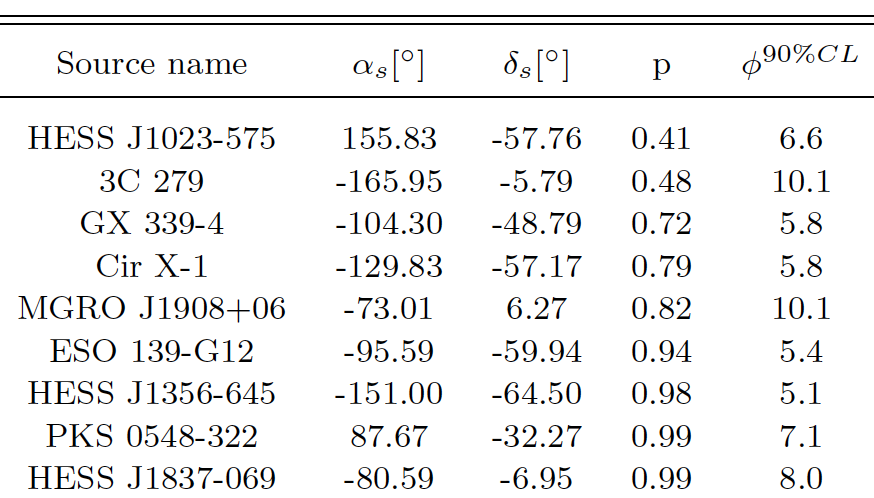 Source name α_s[°] δ_s[°] p ϕ^90%CL
HESS J1023-575 155.83 -57.76 0.41 6.6
3C 279 -165.95 -5.79 0.48 10.1
GX 339-4 -104.30 -48.79 0.72 5.8
Cir X-1 -129.83 -57.17 0.79 5.8
MGRO J1908+06 -73.01 6.27 0.82 10.1
ESO 139-G12 -95.59 -59.94 0.94 5.4
HESS J1356-645 -151.00 -64.50 0.98 5.1
PKS 0548-322 87.67 -32.27 0.99 7.1
HESS J1837-069 -80.59 -6.95 0.99 8.0